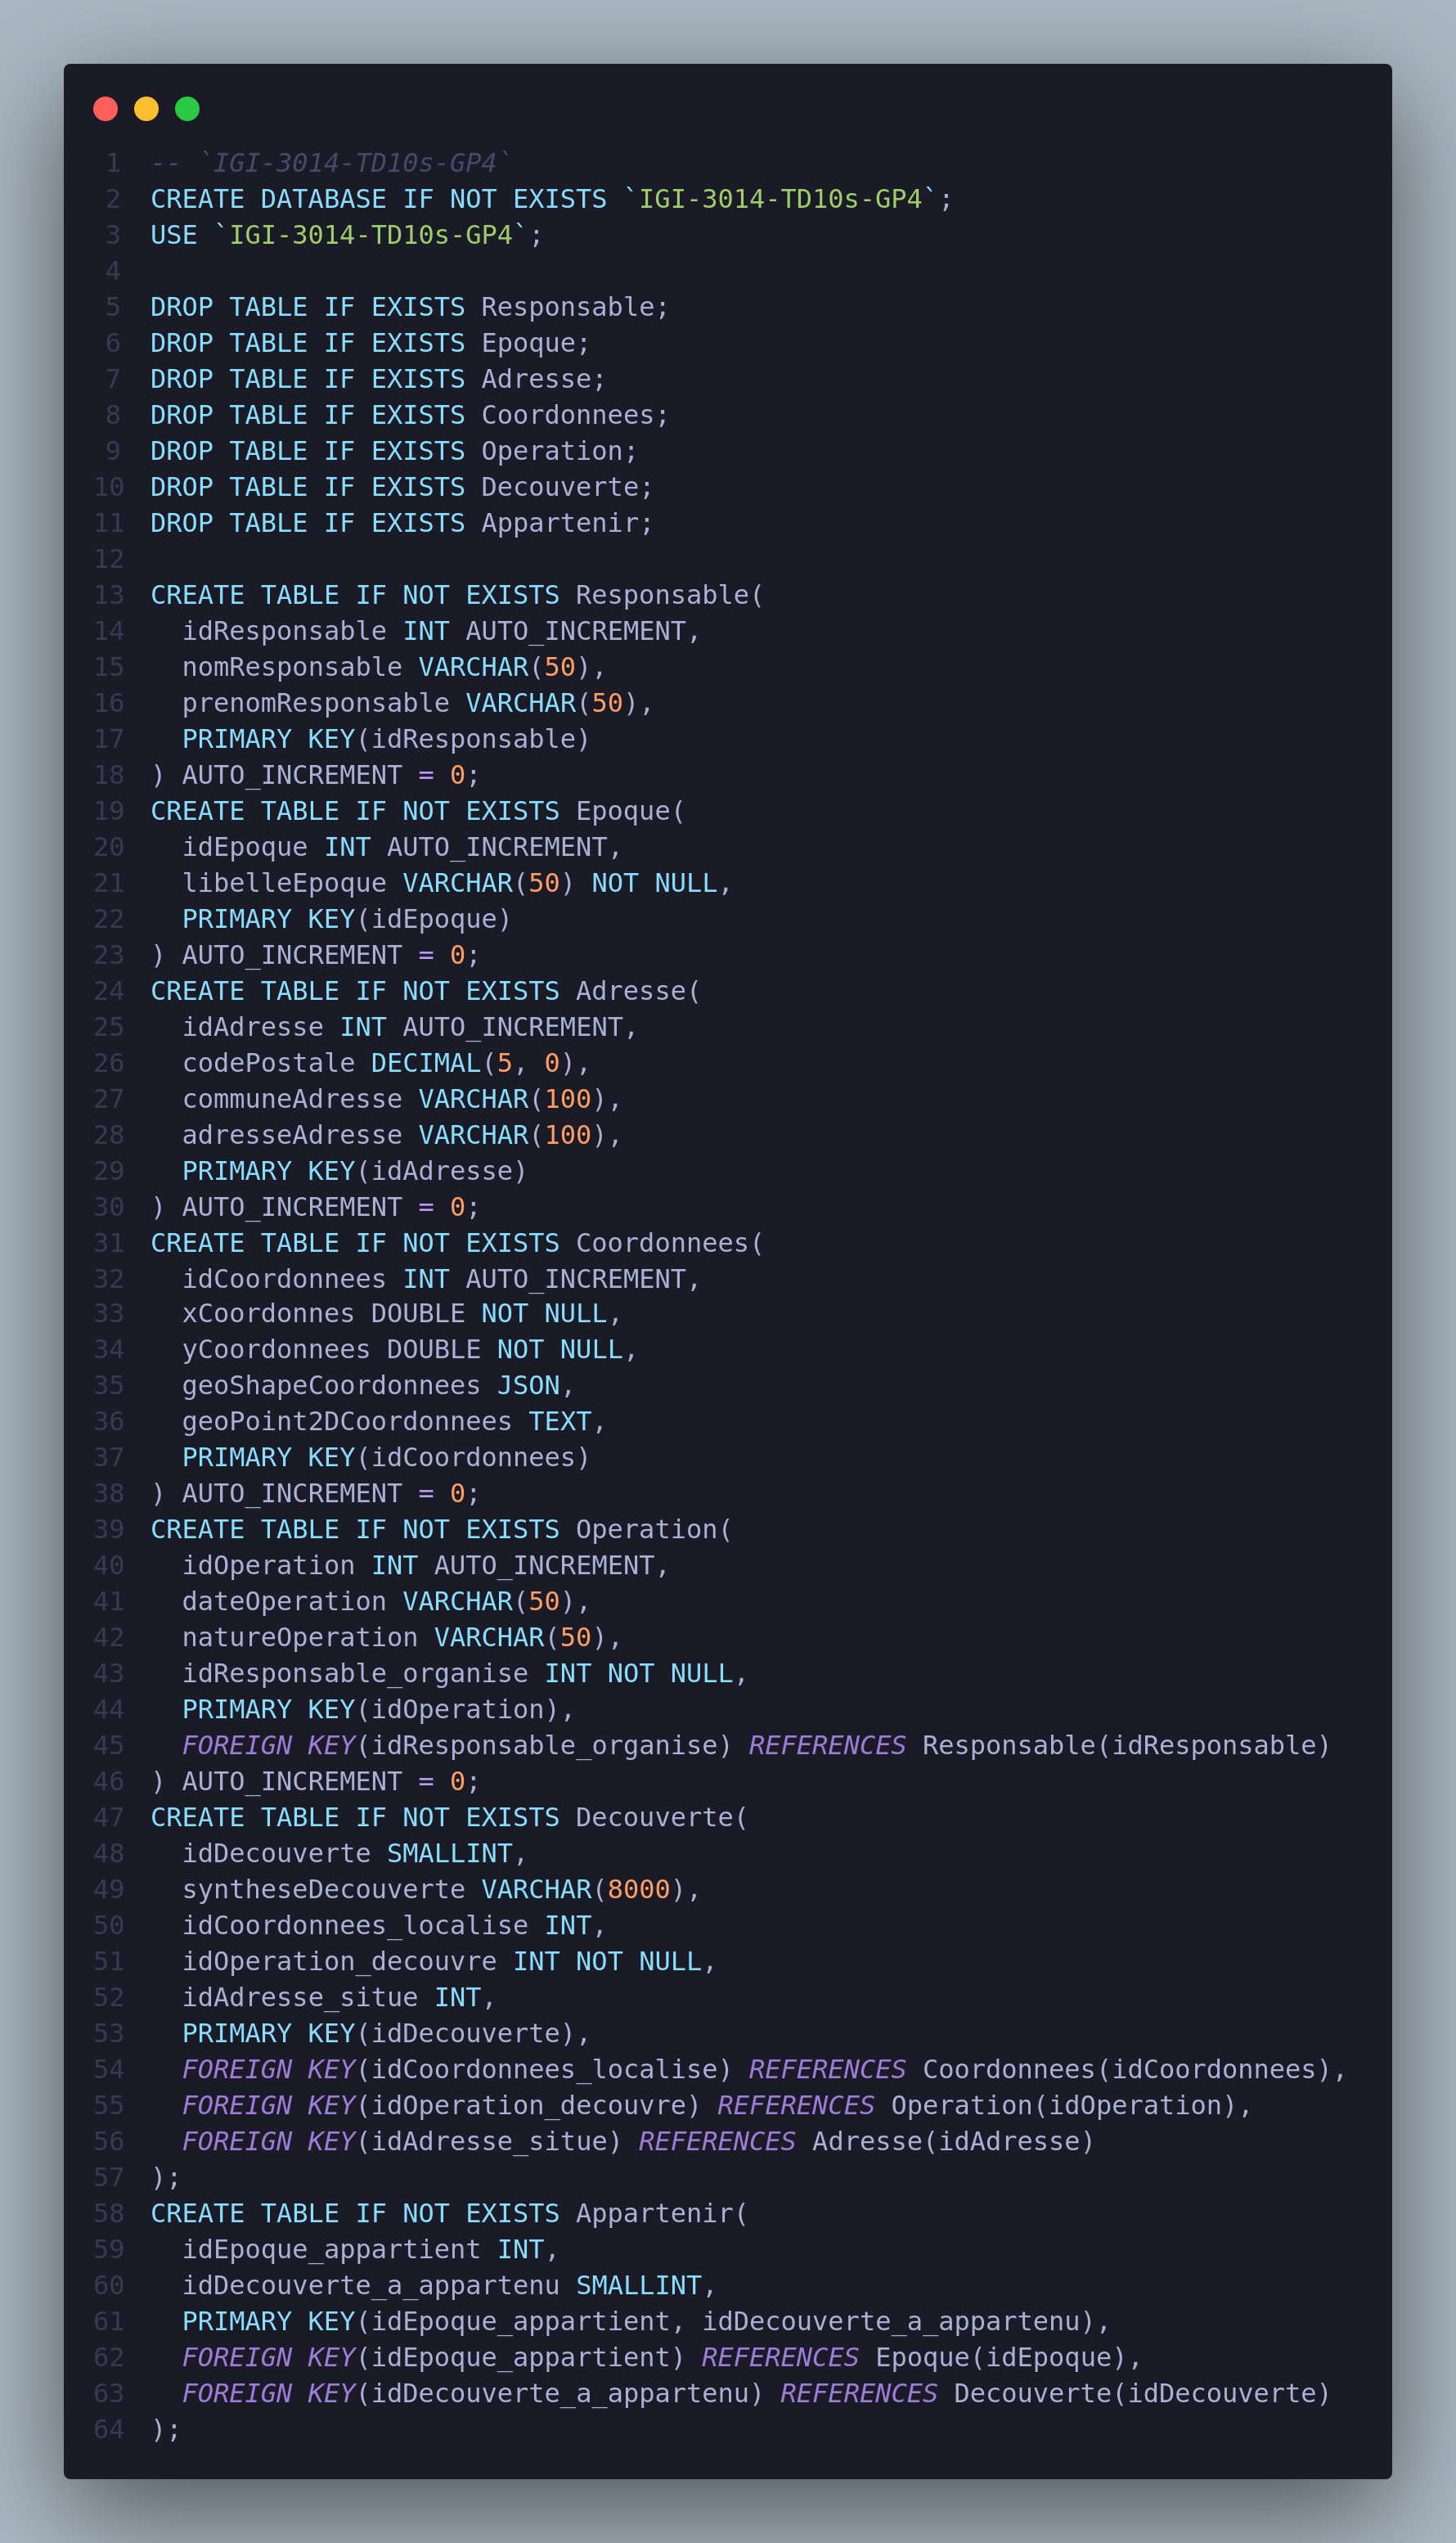 1 -- `IGI-3014-TD10s-GP4`
2 CREATE DATABASE IF NOT EXISTS `IGI-3014-TD10s-GP4`;
3 USE `IGI-3014-TD10s-GP4`;
4
5 DROP TABLE IF EXISTS Responsable;
6 DROP TABLE IF EXISTS Epoque;
7 DROP TABLE IF EXISTS Adresse;
8 DROP TABLE IF EXISTS Coordonnees;
9 DROP TABLE IF EXISTS Operation;
10 DROP TABLE IF EXISTS Decouverte;
11 DROP TABLE IF EXISTS Appartenir;
12
13 CREATE TABLE IF NOT EXISTS Responsable(
14   idResponsable INT AUTO_INCREMENT,
15   nomResponsable VARCHAR(50),
16   prenomResponsable VARCHAR(50),
17   PRIMARY KEY(idResponsable)
18 ) AUTO_INCREMENT = 0;
19 CREATE TABLE IF NOT EXISTS Epoque(
20   idEpoque INT AUTO_INCREMENT,
21   libelleEpoque VARCHAR(50) NOT NULL,
22   PRIMARY KEY(idEpoque)
23 ) AUTO_INCREMENT = 0;
24 CREATE TABLE IF NOT EXISTS Adresse(
25   idAdresse INT AUTO_INCREMENT,
26   codePostale DECIMAL(5, 0),
27   communeAdresse VARCHAR(100),
28   adresseAdresse VARCHAR(100),
29   PRIMARY KEY(idAdresse)
30 ) AUTO_INCREMENT = 0;
31 CREATE TABLE IF NOT EXISTS Coordonnees(
32   idCoordonnees INT AUTO_INCREMENT,
33   xCoordonnes DOUBLE NOT NULL,
34   yCoordonnees DOUBLE NOT NULL,
35   geoShapeCoordonnees JSON,
36   geoPoint2DCoordonnees TEXT,
37   PRIMARY KEY(idCoordonnees)
38 ) AUTO_INCREMENT = 0;
39 CREATE TABLE IF NOT EXISTS Operation(
40   idOperation INT AUTO_INCREMENT,
41   dateOperation VARCHAR(50),
42   natureOperation VARCHAR(50),
43   idResponsable_organise INT NOT NULL,
44   PRIMARY KEY(idOperation),
45   FOREIGN KEY(idResponsable_organise) REFERENCES Responsable(idResponsable)
46 ) AUTO_INCREMENT = 0;
47 CREATE TABLE IF NOT EXISTS Decouverte(
48   idDecouverte SMALLINT,
49   syntheseDecouverte VARCHAR(8000),
50   idCoordonnees_localise INT,
51   idOperation_decouvre INT NOT NULL,
52   idAdresse_situe INT,
53   PRIMARY KEY(idDecouverte),
54   FOREIGN KEY(idCoordonnees_localise) REFERENCES Coordonnees(idCoordonnees),
55   FOREIGN KEY(idOperation_decouvre) REFERENCES Operation(idOperation),
56   FOREIGN KEY(idAdresse_situe) REFERENCES Adresse(idAdresse)
57 );
58 CREATE TABLE IF NOT EXISTS Appartenir(
59   idEpoque_appartient INT,
60   idDecouverte_a_appartenu SMALLINT,
61   PRIMARY KEY(idEpoque_appartient, idDecouverte_a_appartenu),
62   FOREIGN KEY(idEpoque_appartient) REFERENCES Epoque(idEpoque),
63   FOREIGN KEY(idDecouverte_a_appartenu) REFERENCES Decouverte(idDecouverte)
64 );